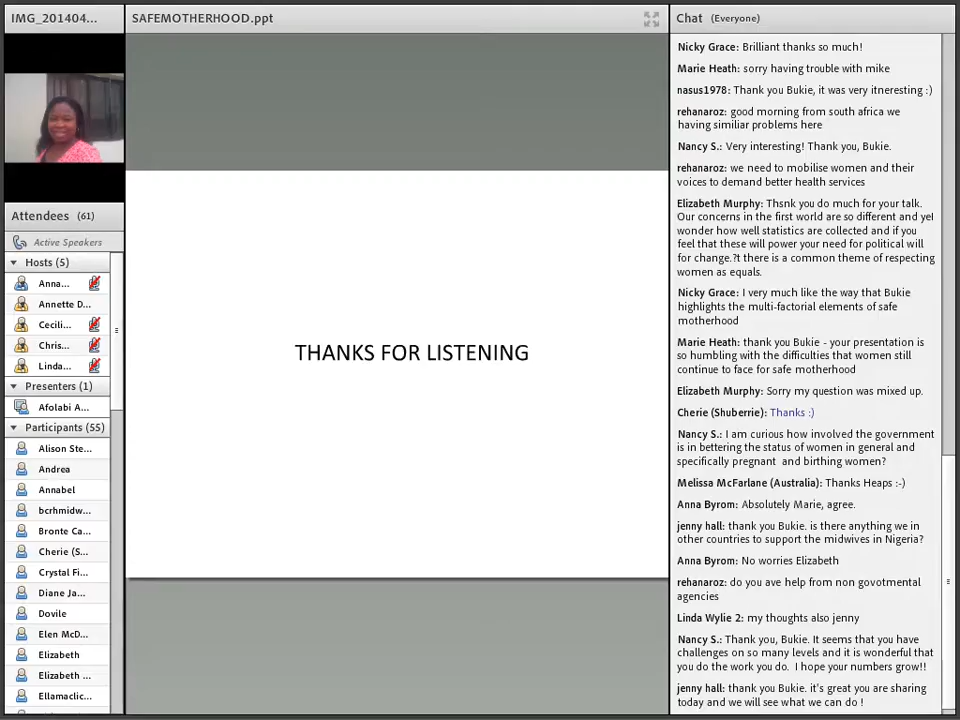 IMG_201404...
SAFEMOTHERHOOD.ppt
Chat (Everyone)
Attendees (61)
Active Speakers
Hosts (5)
Anna...
Annette D...
Cecili...
Chris...
Linda...
Presenters (1)
Afolabi A...
Participants (55)
Alison Ste...
Andrea
Annabel
bcrhmidw...
Bronte Ca...
Cherie (S...
Crystal Fi...
Diane Ja...
Dovile
Elen McD...
Elizabeth
Elizabeth ...
Ellamaclic...
THANKS FOR LISTENING
Nicky Grace: Brilliant thanks so much!
Marie Heath: sorry having trouble with mike
nasus1978: Thank you Bukie, it was very itneresting :)
rehanaroz: good morning from south africa we
having similiar problems here
Nancy S.: Very interesting! Thank you, Bukie.
rehanaroz: we need to mobilise women and their
voices to demand better health services
Elizabeth Murphy: Thsnk you do much for your talk.
Our concerns in the first world are so different and yeI
wonder how well statistics are collected and if you
feel that these will power your need for political will
for change.?t there is a common theme of respecting
women as equals.
Nicky Grace: I very much like the way that Bukie
highlights the multi-factorial elements of safe
motherhood
Marie Heath: thank you Bukie - your presentation is
so humbling with the difficulties that women still
continue to face for safe motherhood
Elizabeth Murphy: Sorry my question was mixed up.
Cherie (Shuberrie): Thanks :)
Nancy S.: I am curious how involved the government
is in bettering the status of women in general and
specifically pregnant  and birthing women?
Melissa McFarlane (Australia): Thanks Heaps :-)
Anna Byrom: Absolutely Marie, agree.
jenny hall: thank you Bukie. is there anything we in
other countries to support the midwives in Nigeria?
Anna Byrom: No worries Elizabeth
rehanaroz: do you ave help from non govotmental
agencies
Linda Wylie 2: my thoughts also jenny
Nancy S.: Thank you, Bukie. It seems that you have
challenges on so many levels and it is wonderful that
you do the work you do.  I hope your numbers grow!!
jenny hall: thank you Bukie. it's great you are sharing
today and we will see what we can do !